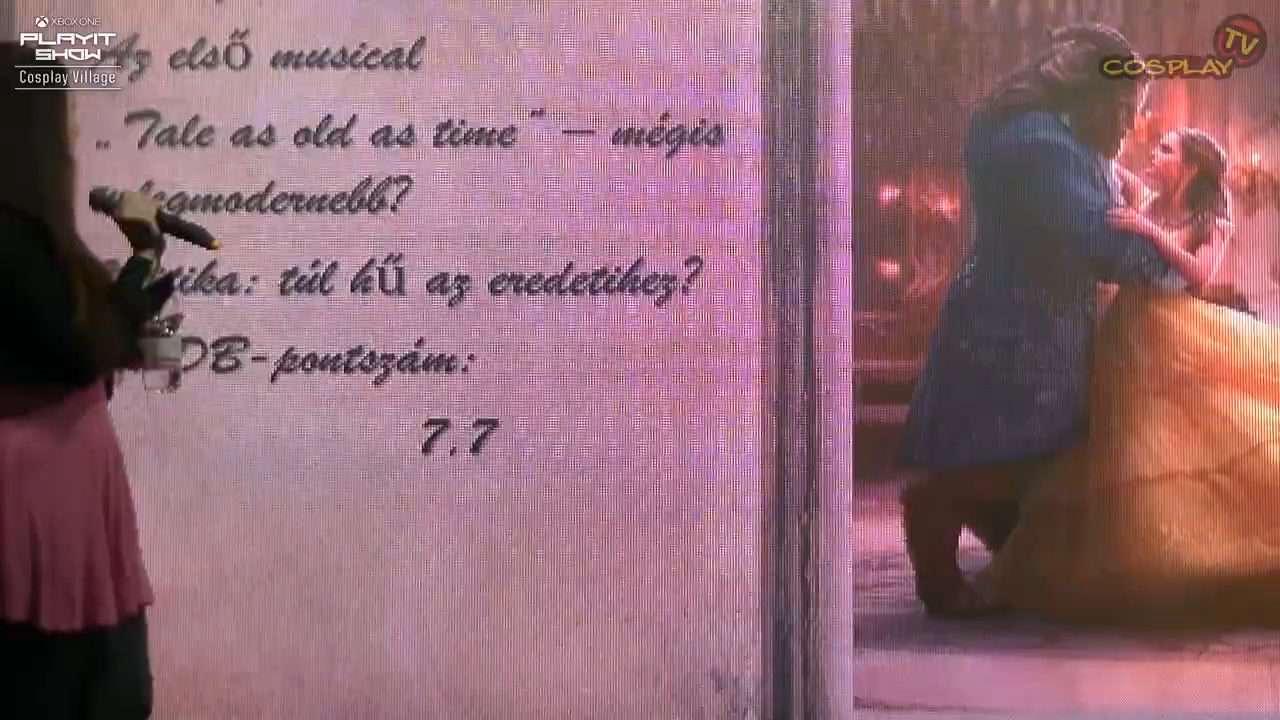 XBOX ONE
PLAYIT
SHOW
Cosplay Village
TV
COSPLAY
Az első musical
„Tale as old as time” – mégis
legmodernebb?
túl hű az eredetihez?
DB-pontszám:
7.7